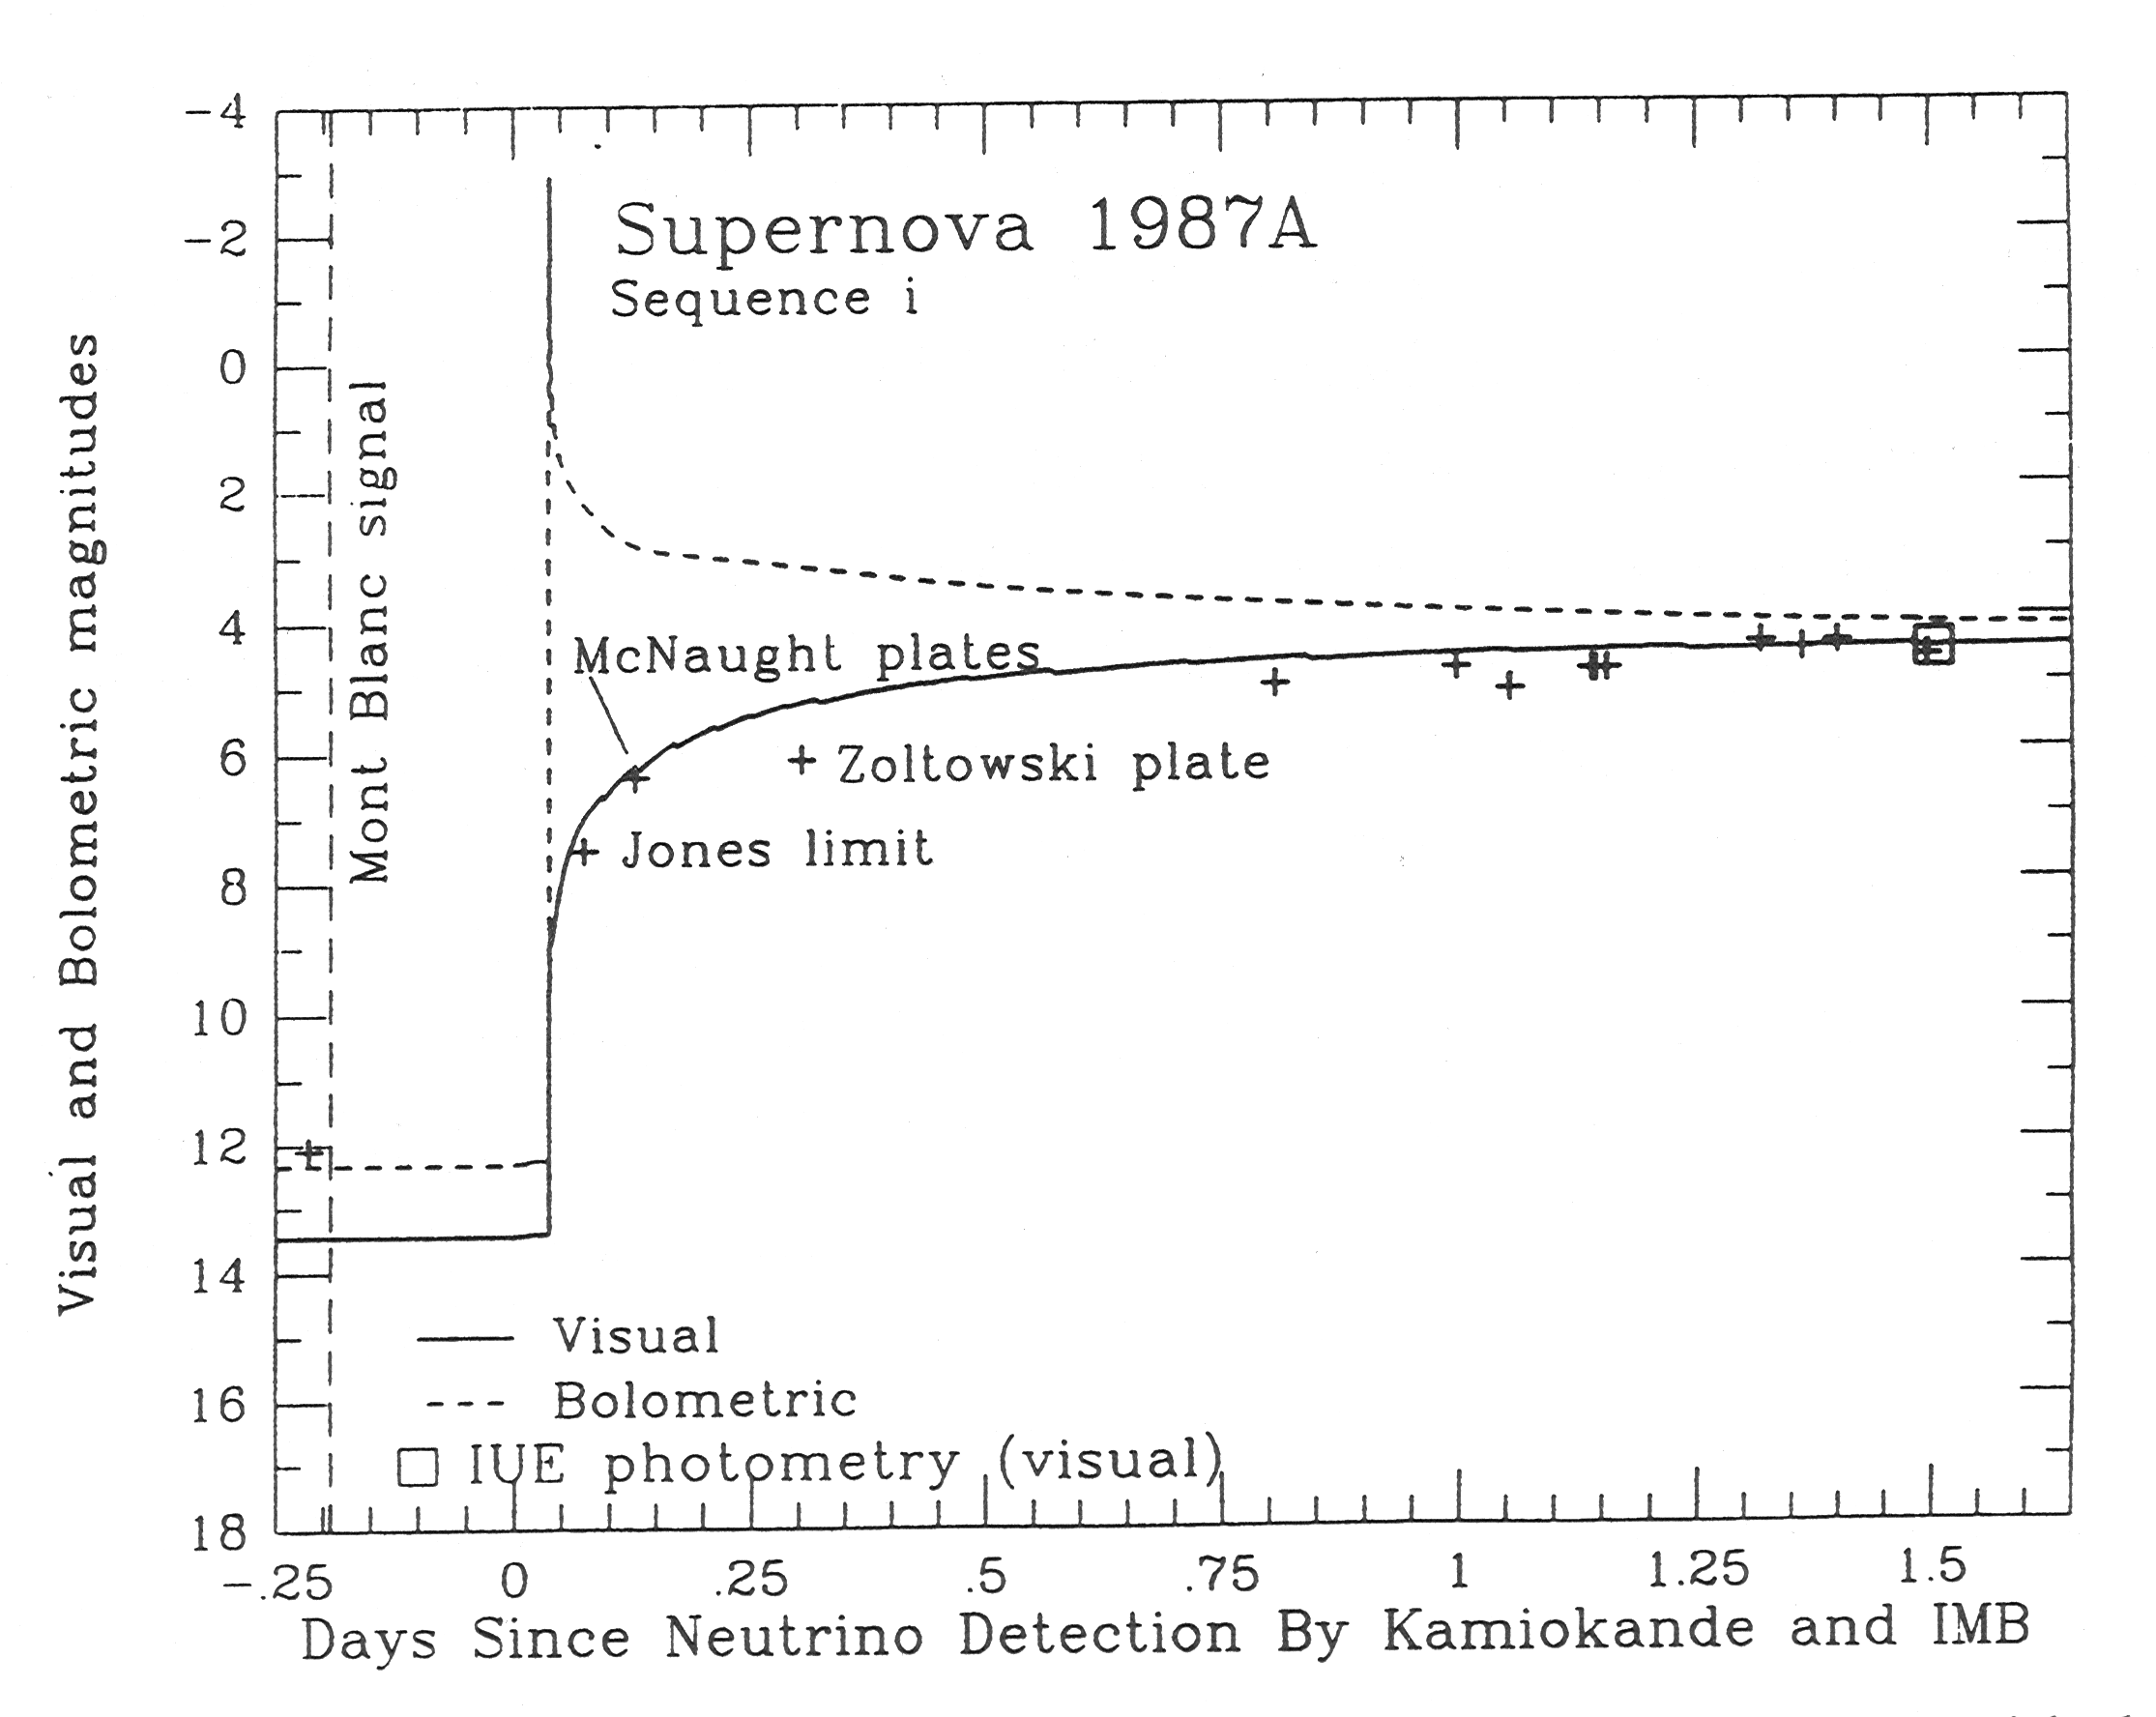 Supernova 1987A
Sequence i
Visual and Bolometric magnitudes
-4
-2
0
2
4
6
8
10
12
14
16
18
Mont Blanc signal
McNaught plates
Zoltowski plate
Jones limit
Visual
Bolometric
IUE photometry (visual)
-.25 0 .25 .5 .75 1 1.25 1.5
Days Since Neutrino Detection By Kamiokande and IMB